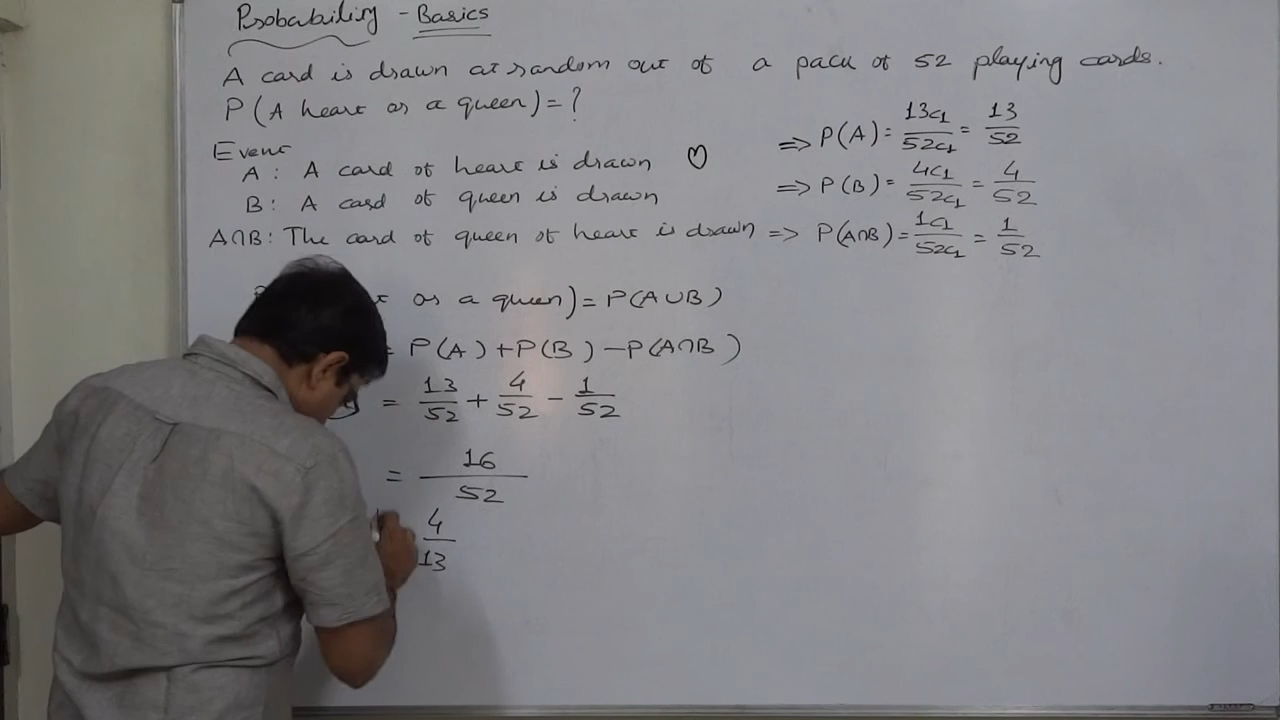 Probability - Basics
A card is drawn at random out of a pack of 52 playing cards.
P(A heart or a queen) = ?
Event
A: A card of heart is drawn ♡ ⇒ P(A) = 13C1/52C1 = 13/52
B: A card of queen is drawn ⇒ P(B) = 4C1/52C1 = 4/52
A∩B: The card of queen of heart is drawn ⇒ P(A∩B) = 1C1/52C1 = 1/52
or a queen) = P(A∪B)
= P(A) + P(B) - P(A∩B)
= 13/52 + 4/52 - 1/52
= 16/52
4/13